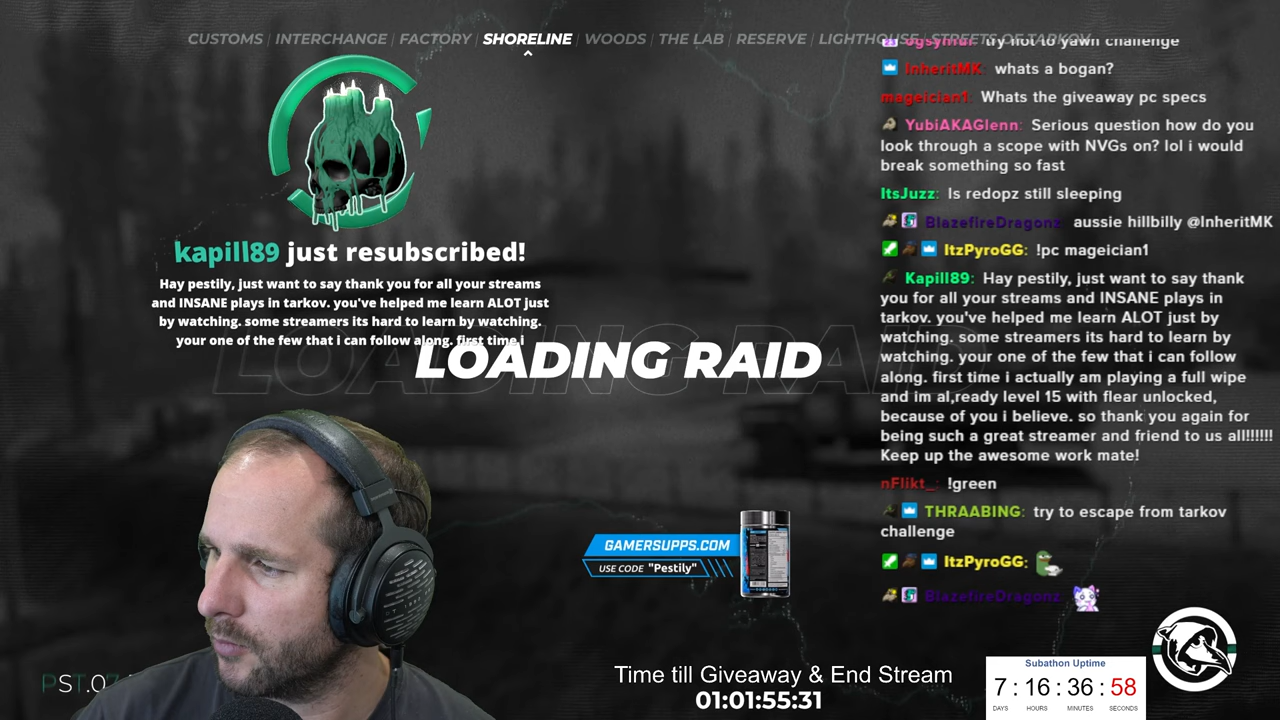 CUSTOMS | INTERCHANGE | FACTORY | SHORELINE | WOODS | THE LAB | RESERVE | LIGHTHOUSE | STREETS OF TARKOV
kapill89 just resubscribed!
Hay pestily, just want to say thank you for all your streams
and INSANE plays in tarkov. you've helped me learn ALOT just
by watching. some streamers its hard to learn by watching.
your one of the few that i can follow along. first time i
LOADING RAID
try not to yawn challenge
InheritMK: whats a bogan?
mageician1: Whats the giveaway pc specs
YubiAKAGlenn: Serious question how do you
look through a scope with NVGs on? lol i would
break something so fast
ItsJuzz: Is redopz still sleeping
BlazefireDragonz: aussie hillbilly @InheritMK
ItzPyroGG: !pc mageician1
Kapill89: Hay pestily, just want to say thank
you for all your streams and INSANE plays in
tarkov. you've helped me learn ALOT just by
watching. some streamers its hard to learn by
watching. your one of the few that i can follow
along. first time i actually am playing a full wipe
and im al,ready level 15 with flear unlocked,
because of you i believe. so thank you again for
being such a great streamer and friend to us all!!!!!!
Keep up the awesome work mate!
nFlikt_: !green
THRAABING: try to escape from tarkov
challenge
ItzPyroGG:
BlazefireDragonz:
GAMERSUPPS.COM
USE CODE "Pestily"
PST.0
Time till Giveaway & End Stream
01:01:55:31
Subathon Uptime
7 : 16 : 36 : 58
DAYS HOURS MINUTES SECONDS